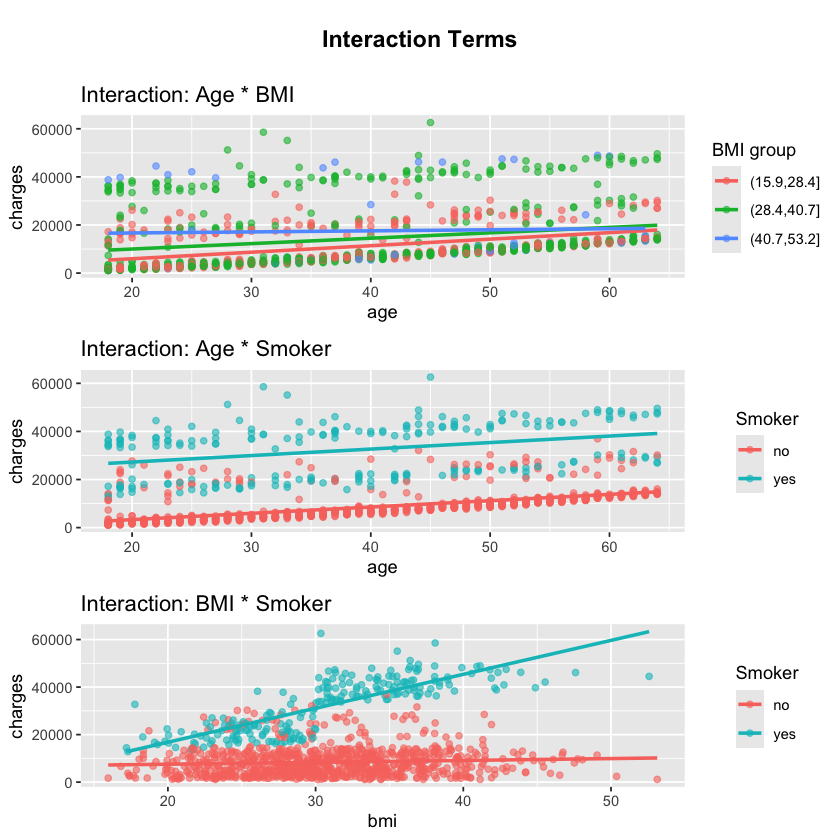 Interaction Terms
Interaction: Age * BMI
charges
60000
40000
20000
0
20 30 40 50 60
age
BMI group
(15.9,28.4]
(28.4,40.7]
(40.7,53.2]
Interaction: Age * Smoker
charges
60000
40000
20000
0
20 30 40 50 60
age
Smoker
no
yes
Interaction: BMI * Smoker
charges
60000
40000
20000
0
20 30 40 50
bmi
Smoker
no
yes